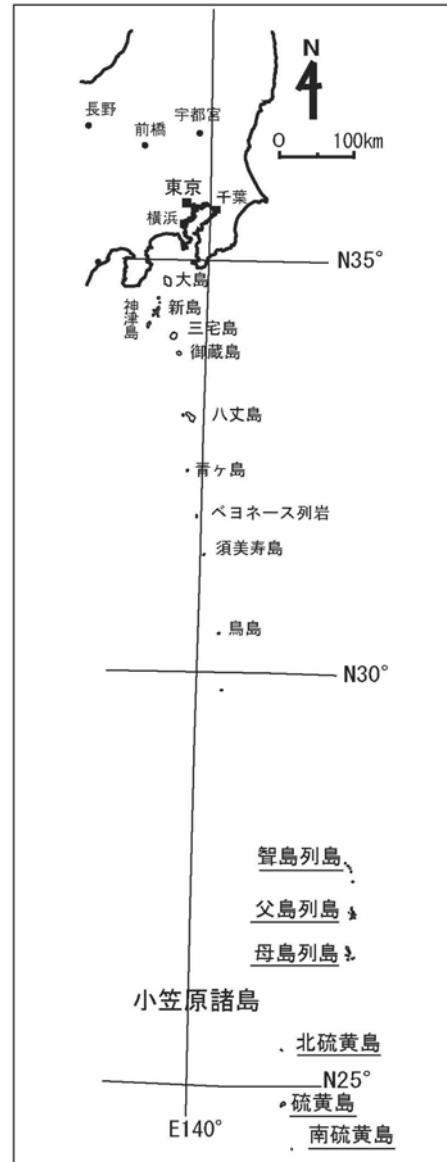 N
長野
前橋
宇都宮
0 100km
東京
千葉
横浜
N35°
大島
新島
神津島
三宅島
御蔵島
八丈島
青ヶ島
ベヨネース列岩
須美寿島
鳥島
N30°
聟島列島
父島列島
母島列島
小笠原諸島
北硫黄島
N25°
硫黄島
E140°
南硫黄島